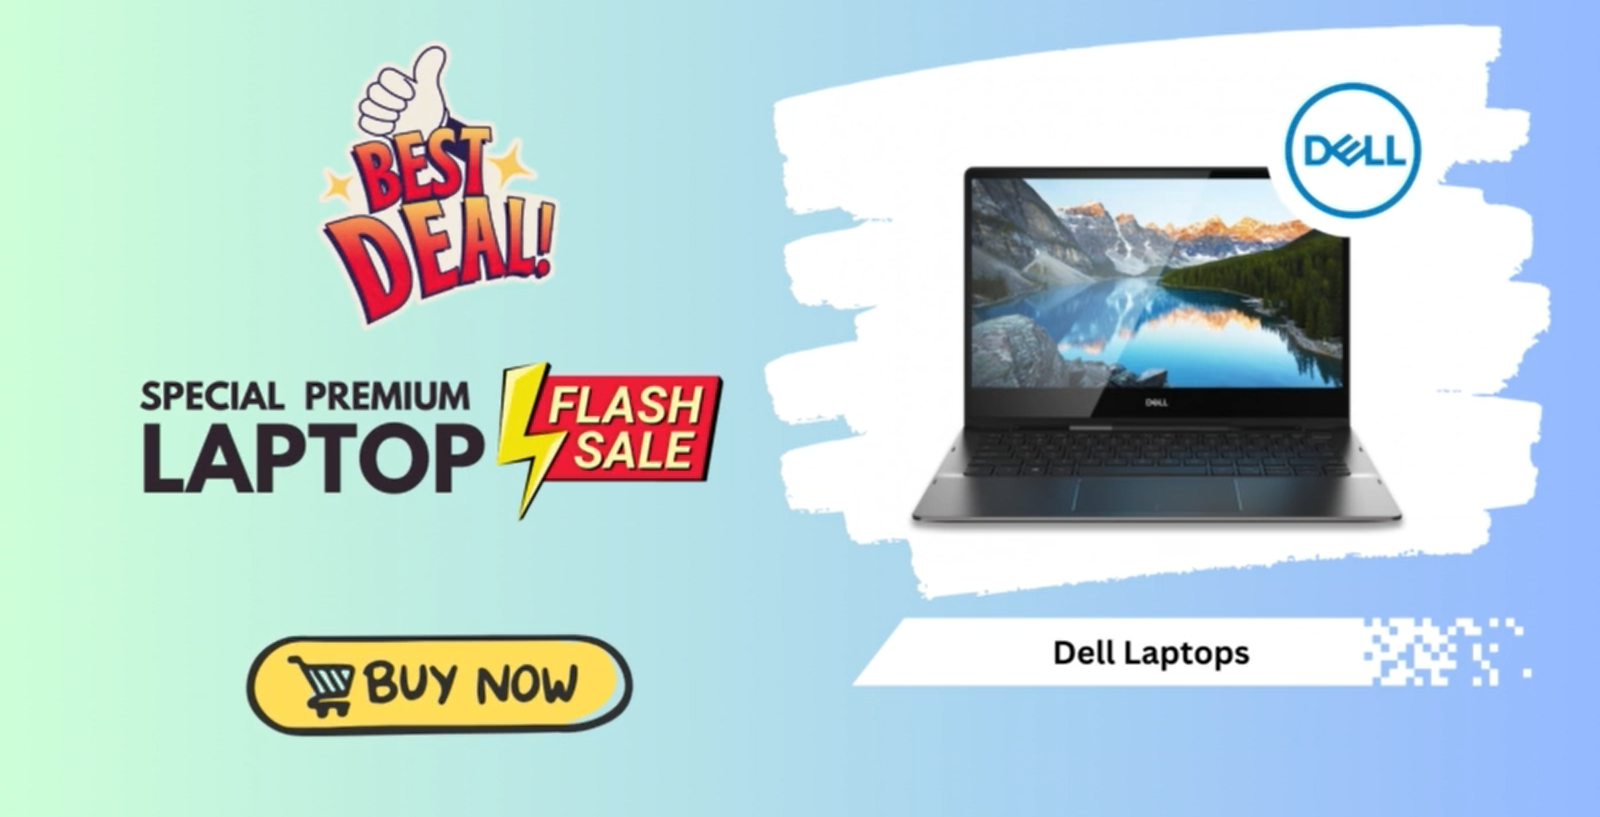 BEST
DEAL!
SPECIAL PREMIUM
LAPTOP
FLASH
SALE
BUY NOW
DELL
DELL
Dell Laptops